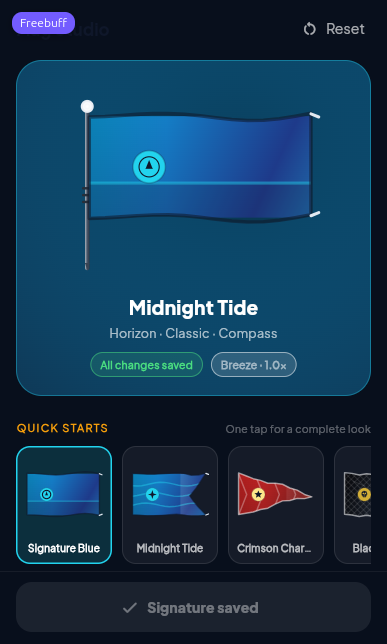 Freebuff
Reset
Midnight Tide
Horizon · Classic · Compass
All changes saved
Breeze · 1.0×
QUICK STARTS
One tap for a complete look
Signature Blue
Midnight Tide
Crimson Char...
Blac
Signature saved